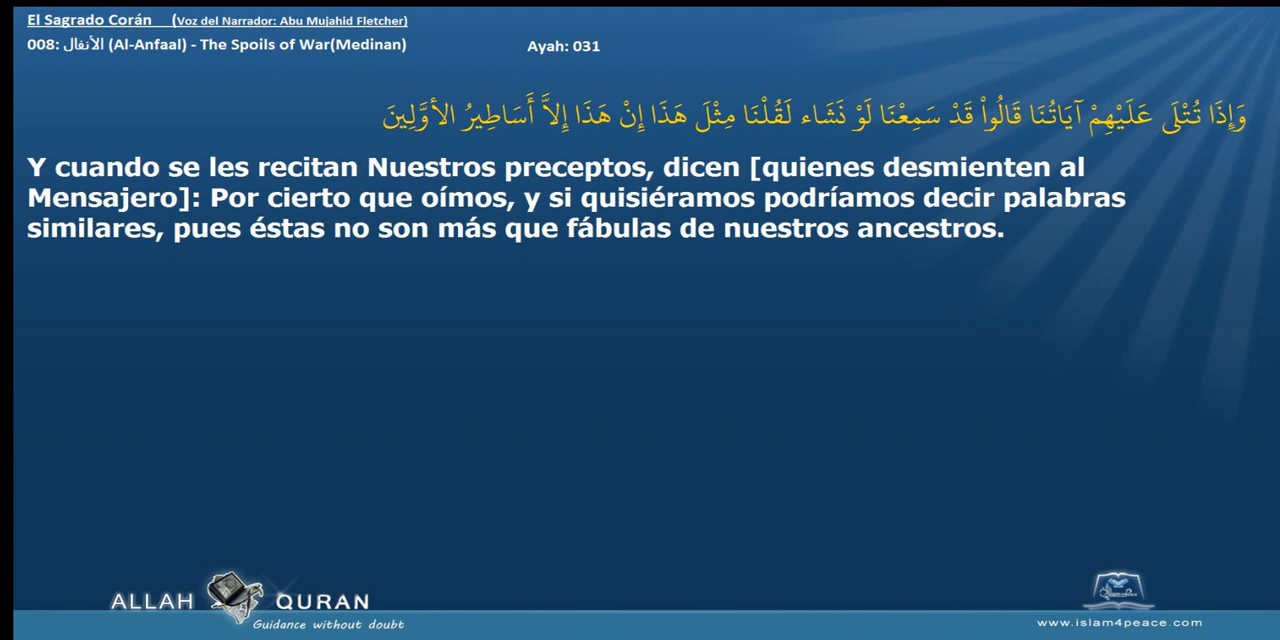 El Sagrado Corán (Voz del Narrador: Abu Mujahid Fletcher)
008: الأنفال (Al-Anfaal) - The Spoils of War(Medinan) Ayah: 031
وَإِذَا تُتْلَى عَلَيْهِمْ آيَاتُنَا قَالُواْ قَدْ سَمِعْنَا لَوْ نَشَاء لَقُلْنَا مِثْلَ هَذَا إِنْ هَذَا إِلاَّ أَسَاطِيرُ الأوَّلِينَ
Y cuando se les recitan Nuestros preceptos, dicen [quienes desmienten al
Mensajero]: Por cierto que oímos, y si quisiéramos podríamos decir palabras
similares, pues éstas no son más que fábulas de nuestros ancestros.
ALLAH QURAN
Guidance without doubt
www.islam4peace.com